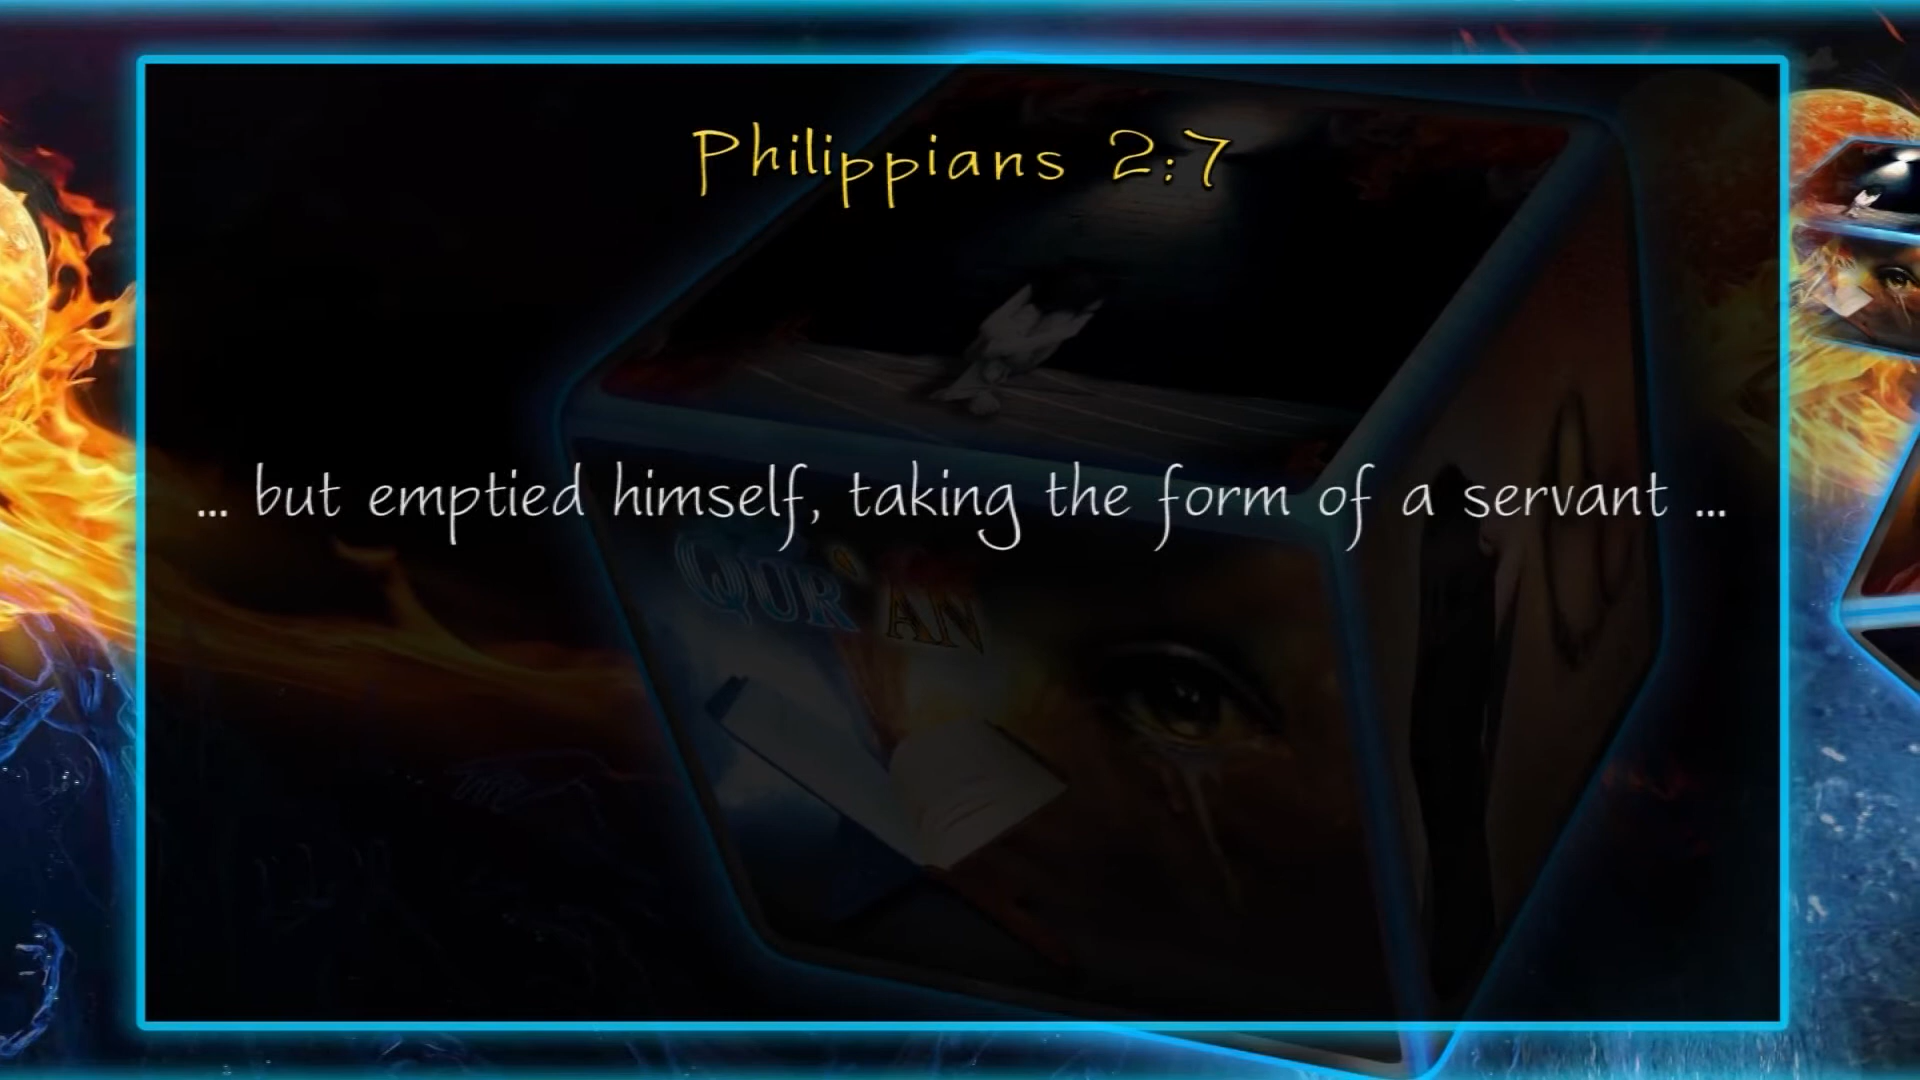 Philippians 2:7
... but emptied himself, taking the form of a servant ...
QUR'AN